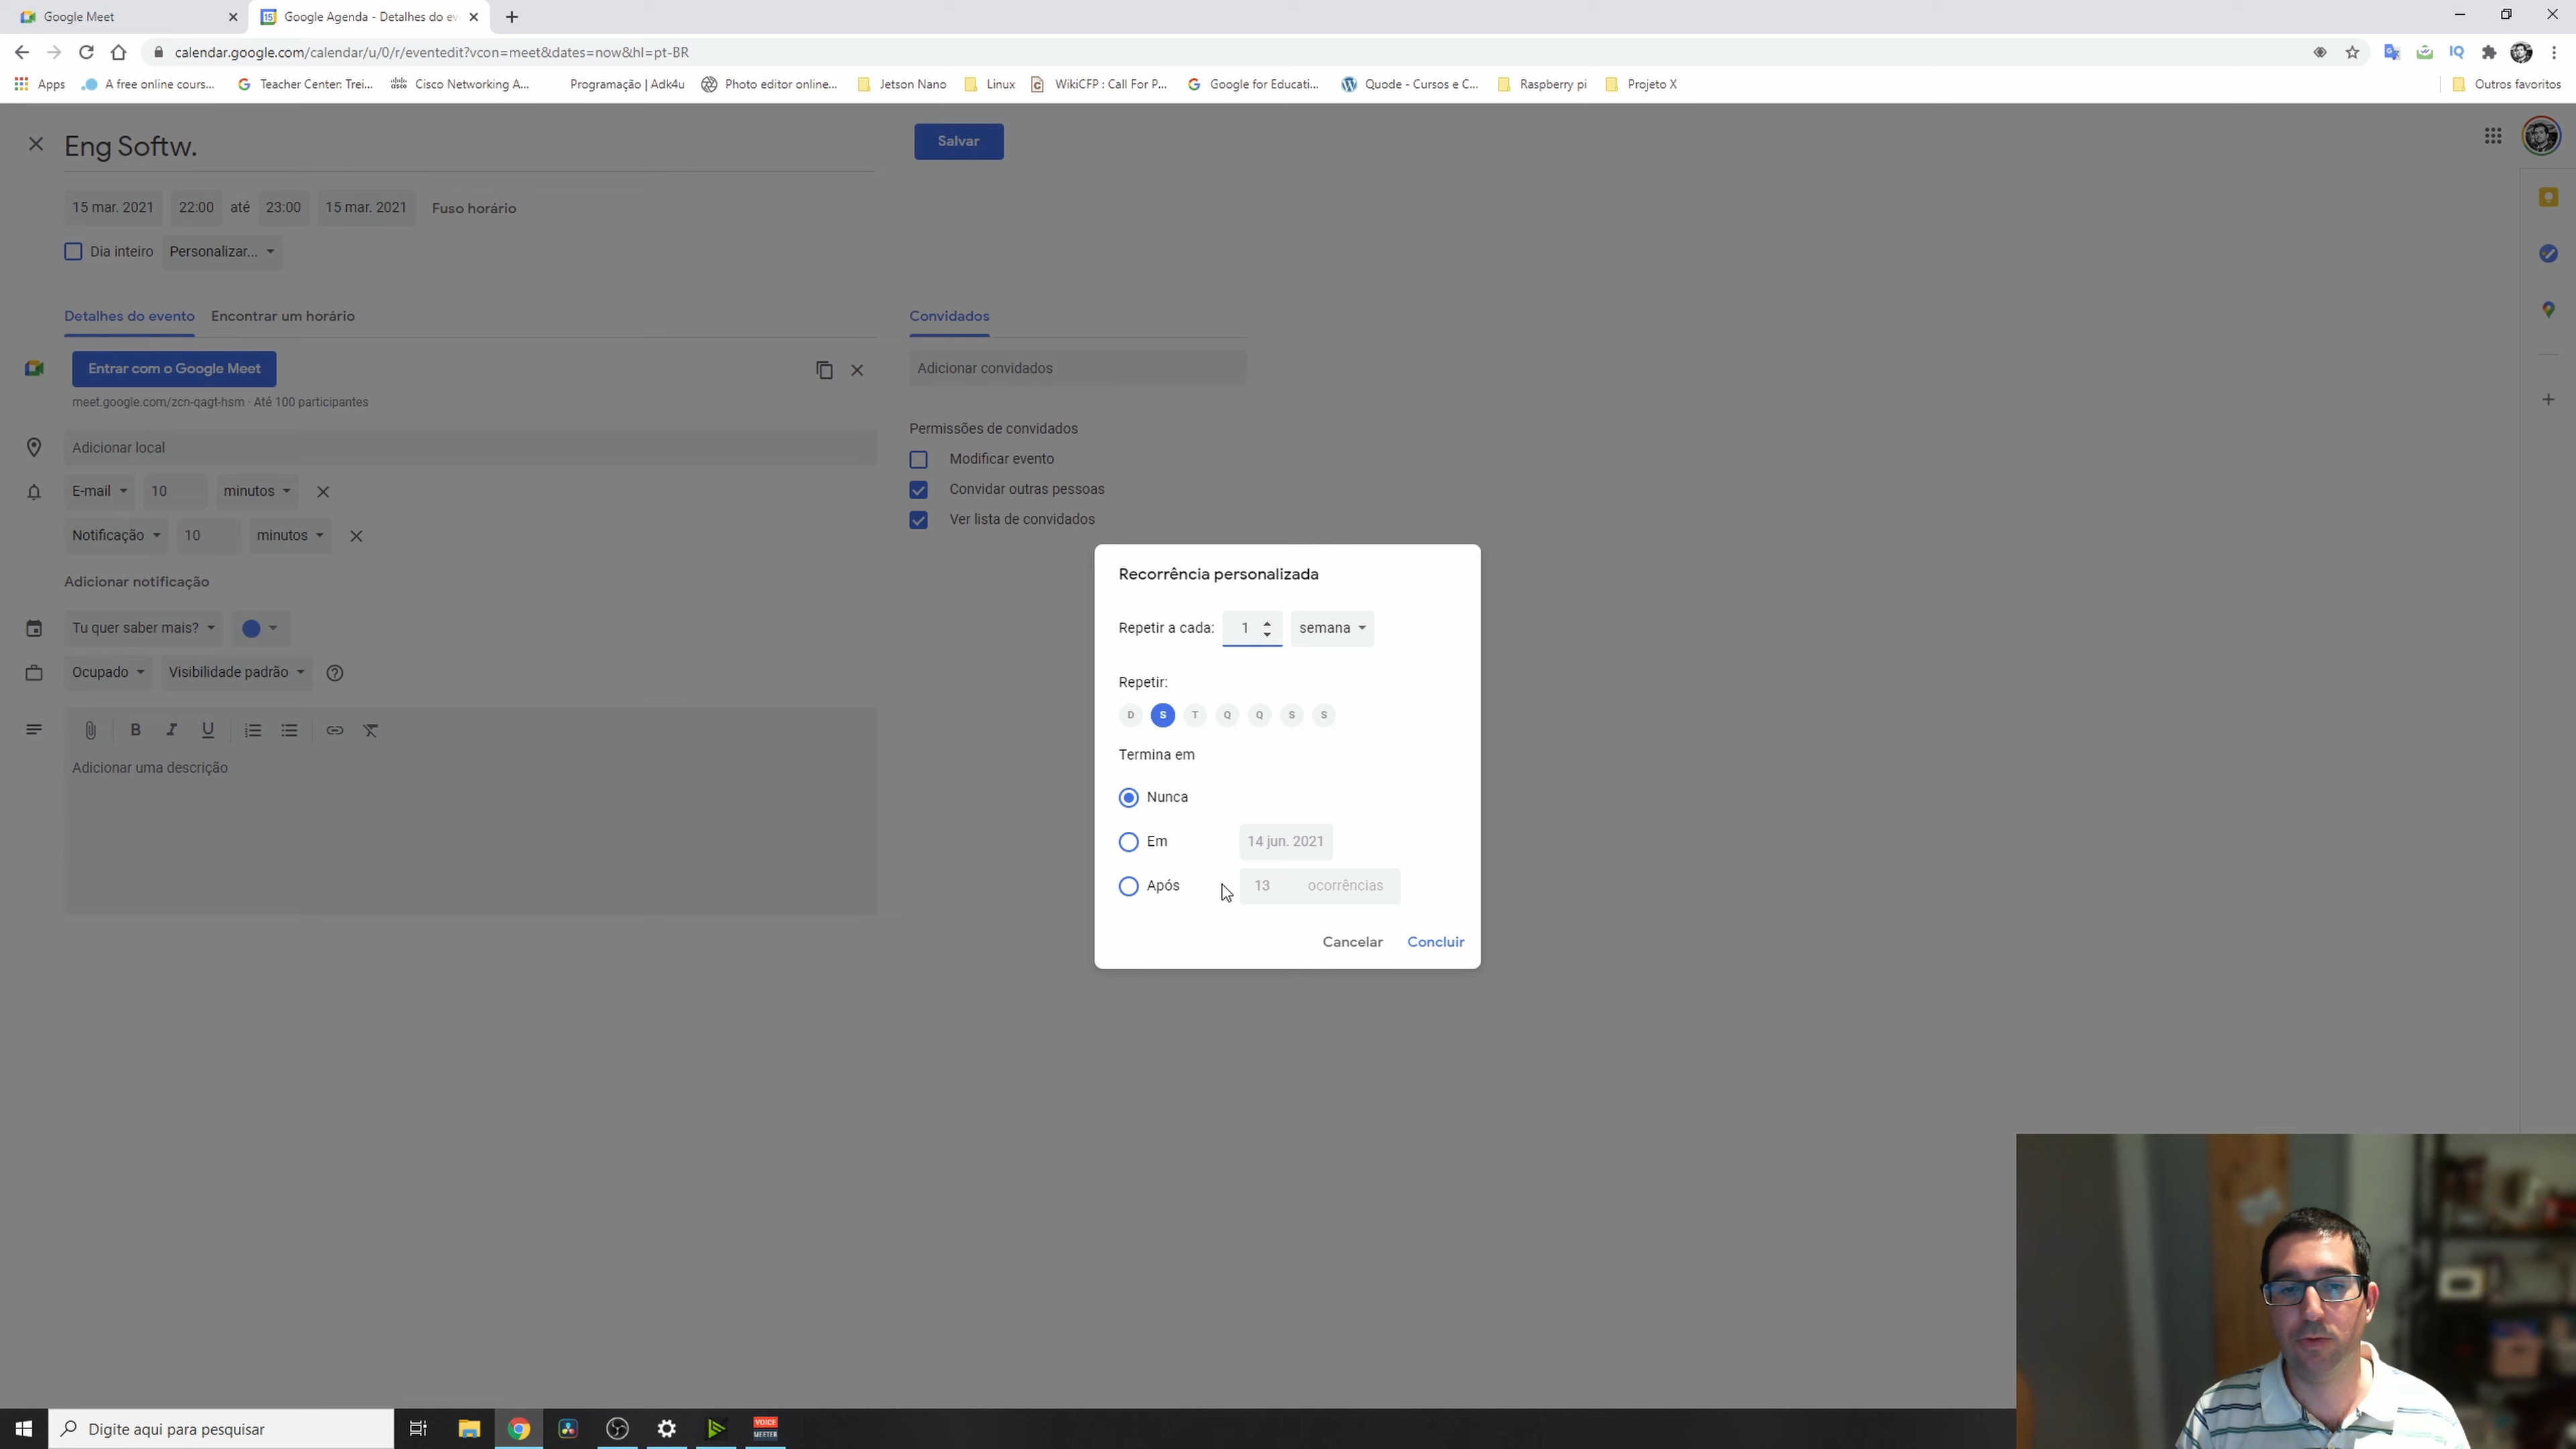 Google Meet
Google Agenda - Detalhes do ev
calendar.google.com/calendar/u/0/r/eventedit?vcon=meet&dates=now&hl=pt-BR
Apps A free online cours... Teacher Center: Trei... Cisco Networking A... Programação | Adk4u Photo editor online... Jetson Nano Linux WikiCFP : Call For P... Google for Educati... Quode - Cursos e C... Raspberry pi Projeto X Outros favoritos
Eng Softw.
Salvar
15 mar. 2021 22:00 até 23:00 15 mar. 2021 Fuso horário
Dia inteiro Personalizar...
Detalhes do evento Encontrar um horário
Convidados
Entrar com o Google Meet
meet.google.com/zcn-qagt-hsm · Até 100 participantes
Adicionar convidados
Adicionar local
E-mail 10 minutos
Notificação 10 minutos
Adicionar notificação
Permissões de convidados
Modificar evento
Convidar outras pessoas
Ver lista de convidados
Tu quer saber mais?
Ocupado Visibilidade padrão
B I U
Adicionar uma descrição
Recorrência personalizada
Repetir a cada: 1 semana
Repetir:
D S T Q Q S S
Termina em
Nunca
Em 14 jun. 2021
Após 13 ocorrências
Cancelar Concluir
Digite aqui para pesquisar
VOICE
MEETER